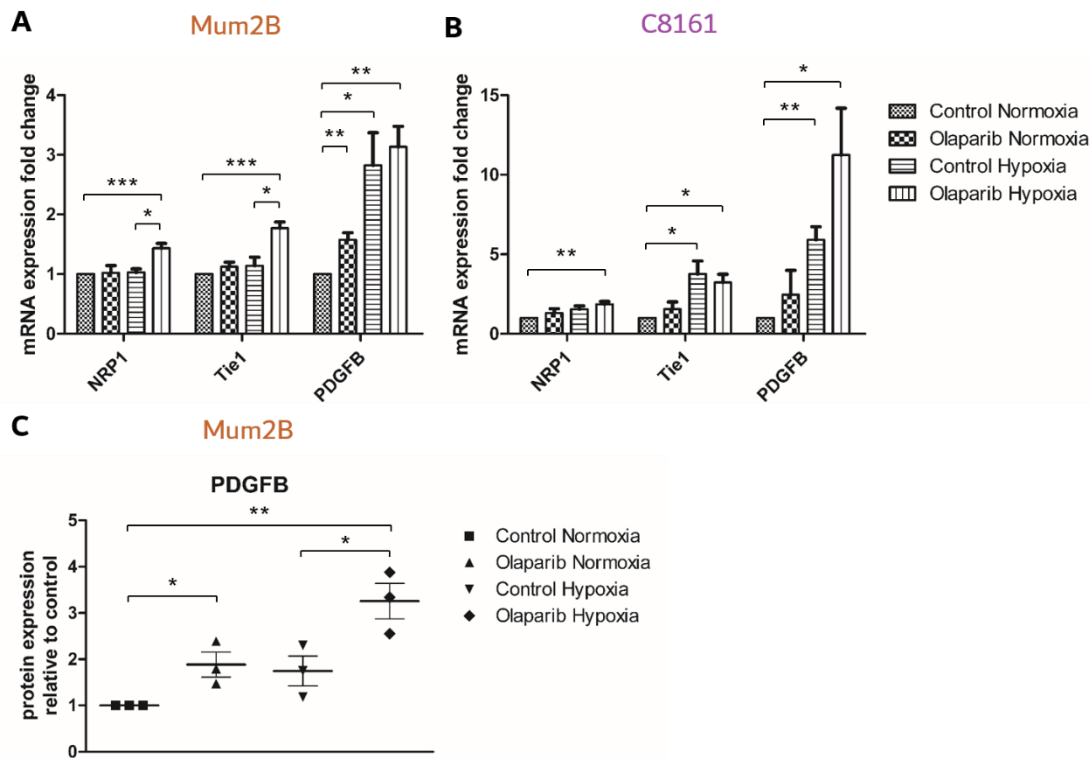 A
Mum2B
mRNA expression fold change
4
3
2
1
0
***
*
***
*
**
*
**
NRP1
Tie1
PDGFB
B
C8161
mRNA expression fold change
15
10
5
0
**
*
*
**
*
NRP1
Tie1
PDGFB
Control Normoxia
Olaparib Normoxia
Control Hypoxia
Olaparib Hypoxia
C
Mum2B
PDGFB
protein expression
relative to control
5
4
3
2
1
0
*
**
*
Control Normoxia
Olaparib Normoxia
Control Hypoxia
Olaparib Hypoxia